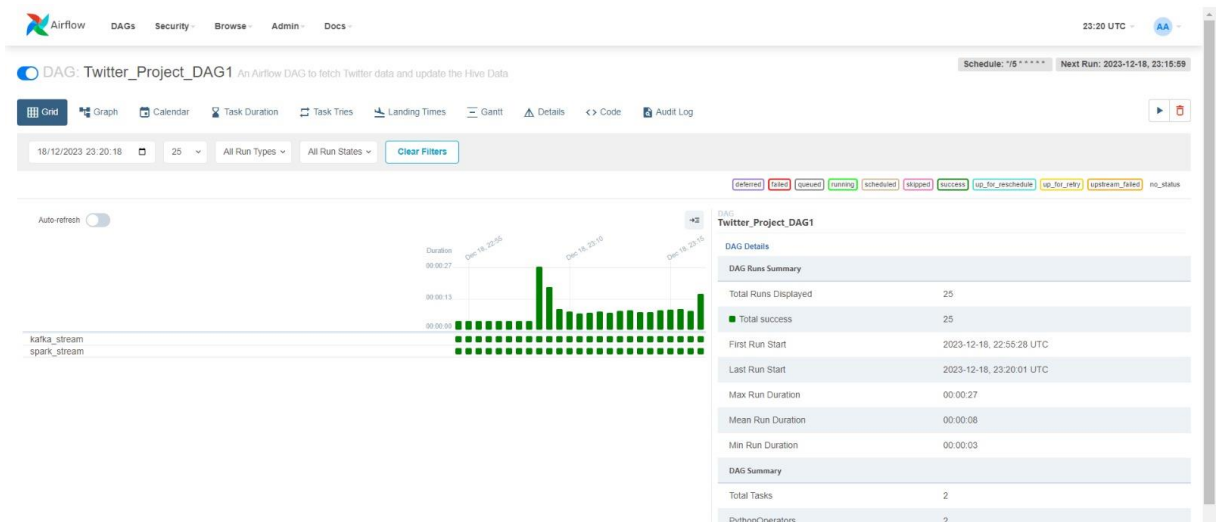 Airflow DAGs Security Browse Admin Docs 23:20 UTC AA
DAG: Twitter_Project_DAG1 An Airflow DAG to fetch Twitter data and update the Hive Data
Schedule: */5 * * * * * Next Run: 2023-12-18, 23:15:59
Grid Graph Calendar Task Duration Task Tries Landing Times Gantt Details <> Code Audit Log
18/12/2023 23:20:18 25 All Run Types All Run States Clear Filters
deferred failed queued running scheduled skipped success up_for_reschedule up_for_retry upstream_failed no_status
Auto-refresh
Dec 18, 22:55 Dec 18, 23:10 Dec 18, 23:15
Duration
00:00:27
00:00:13
00:00:00
kafka_stream
spark_stream
DAG
Twitter_Project_DAG1
DAG Details
DAG Runs Summary
Total Runs Displayed 25
Total success 25
First Run Start 2023-12-18, 22:55:28 UTC
Last Run Start 2023-12-18, 23:20:01 UTC
Max Run Duration 00:00:27
Mean Run Duration 00:00:08
Min Run Duration 00:00:03
DAG Summary
Total Tasks 2
PythonOperators 2